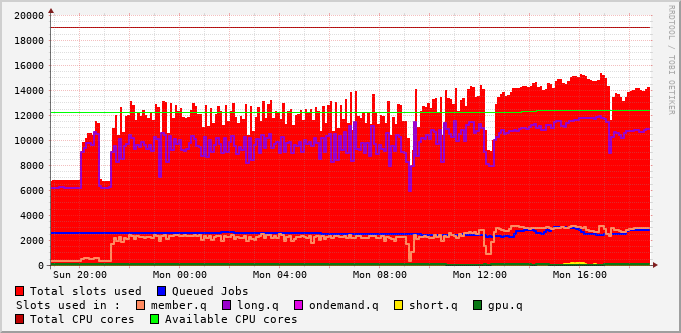 20000
18000
16000
14000
12000
10000
8000
6000
4000
2000
0
Sun 20:00 Mon 00:00 Mon 04:00 Mon 08:00 Mon 12:00 Mon 16:00
RRDTOOL / TOBI OETIKER
Total slots used Queued Jobs
Slots used in : member.q long.q ondemand.q short.q gpu.q
Total CPU cores Available CPU cores